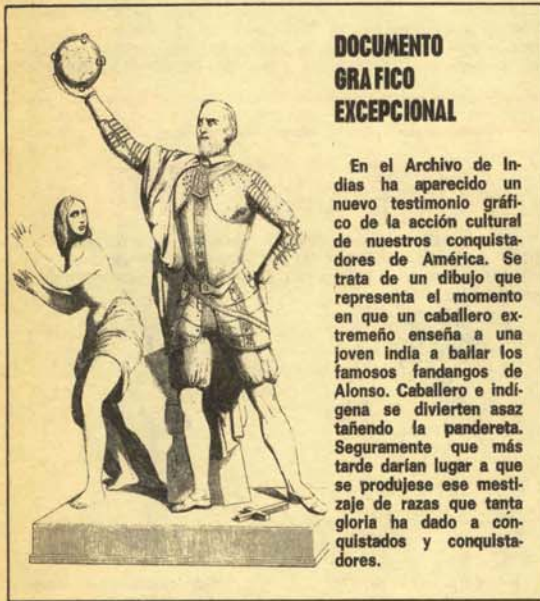 DOCUMENTO
GRAFICO
EXCEPCIONAL
En el Archivo de In-
dias ha aparecido un
nuevo testimonio gráfi-
co de la acción cultural
de nuestros conquista-
dores de América. Se
trata de un dibujo que
representa el momento
en que un caballero ex-
tremeño enseña a una
joven india a bailar los
famosos fandangos de
Alonso. Caballero e indí-
gena se divierten asaz
tañendo la pandereta.
Seguramente que más
tarde darían lugar a que
se produjese ese mesti-
zaje de razas que tanta
gloria ha dado a con-
quistados y conquista-
dores.